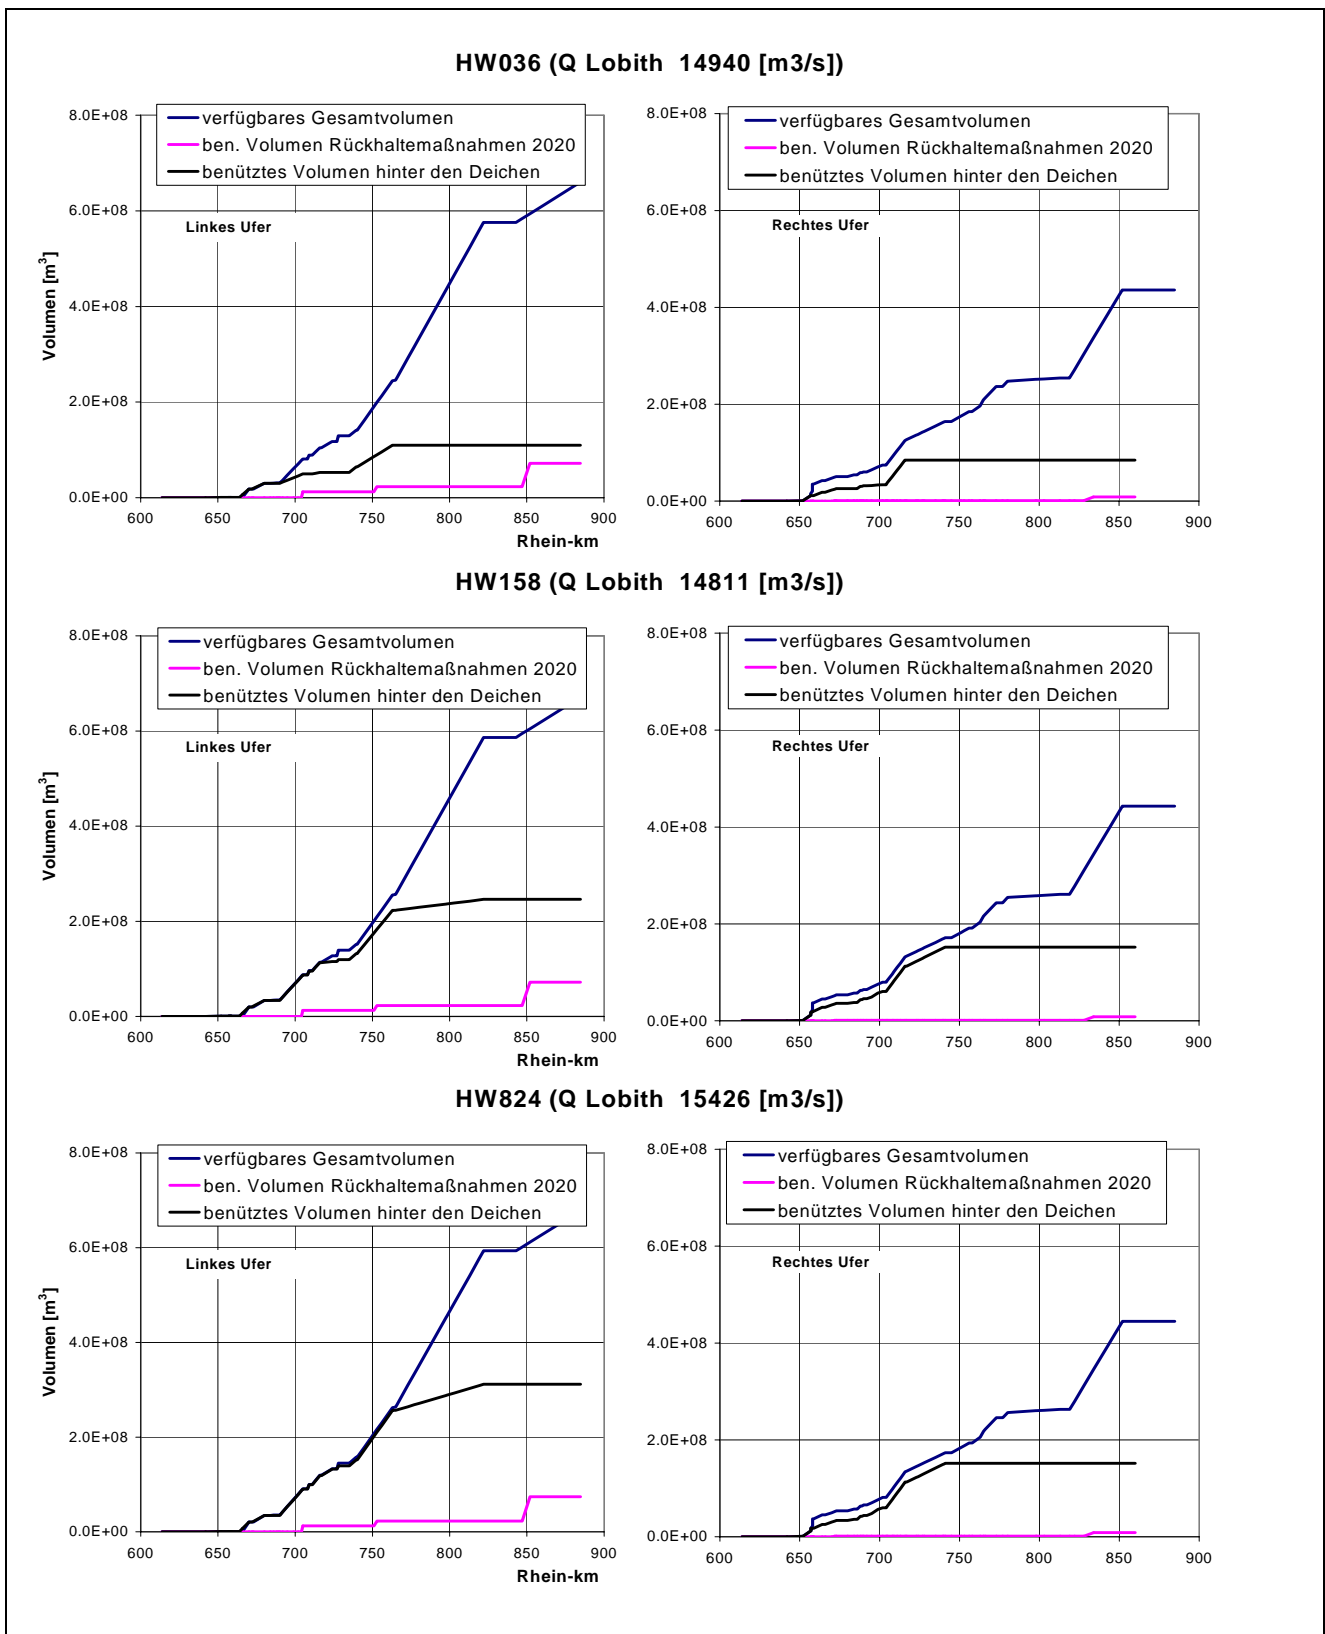 HW036 (Q Lobith 14940 [m3/s])
verfügbares Gesamtvolumen
ben. Volumen Rückhaltemaßnahmen 2020
benütztes Volumen hinter den Deichen
Linkes Ufer
Volumen [m³]
8.0E+08
6.0E+08
4.0E+08
2.0E+08
0.0E+00
600 650 700 750 800 850 900
Rhein-km
verfügbares Gesamtvolumen
ben. Volumen Rückhaltemaßnahmen 2020
benütztes Volumen hinter den Deichen
Rechtes Ufer
8.0E+08
6.0E+08
4.0E+08
2.0E+08
0.0E+00
600 650 700 750 800 850 900
HW158 (Q Lobith 14811 [m3/s])
verfügbares Gesamtvolumen
ben. Volumen Rückhaltemaßnahmen 2020
benütztes Volumen hinter den Deichen
Linkes Ufer
Volumen [m³]
8.0E+08
6.0E+08
4.0E+08
2.0E+08
0.0E+00
600 650 700 750 800 850 900
Rhein-km
verfügbares Gesamtvolumen
ben. Volumen Rückhaltemaßnahmen 2020
benütztes Volumen hinter den Deichen
Rechtes Ufer
8.0E+08
6.0E+08
4.0E+08
2.0E+08
0.0E+00
600 650 700 750 800 850 900
HW824 (Q Lobith 15426 [m3/s])
verfügbares Gesamtvolumen
ben. Volumen Rückhaltemaßnahmen 2020
benütztes Volumen hinter den Deichen
Linkes Ufer
Volumen [m³]
8.0E+08
6.0E+08
4.0E+08
2.0E+08
0.0E+00
600 650 700 750 800 850 900
Rhein-km
verfügbares Gesamtvolumen
ben. Volumen Rückhaltemaßnahmen 2020
benütztes Volumen hinter den Deichen
Rechtes Ufer
8.0E+08
6.0E+08
4.0E+08
2.0E+08
0.0E+00
600 650 700 750 800 850 900